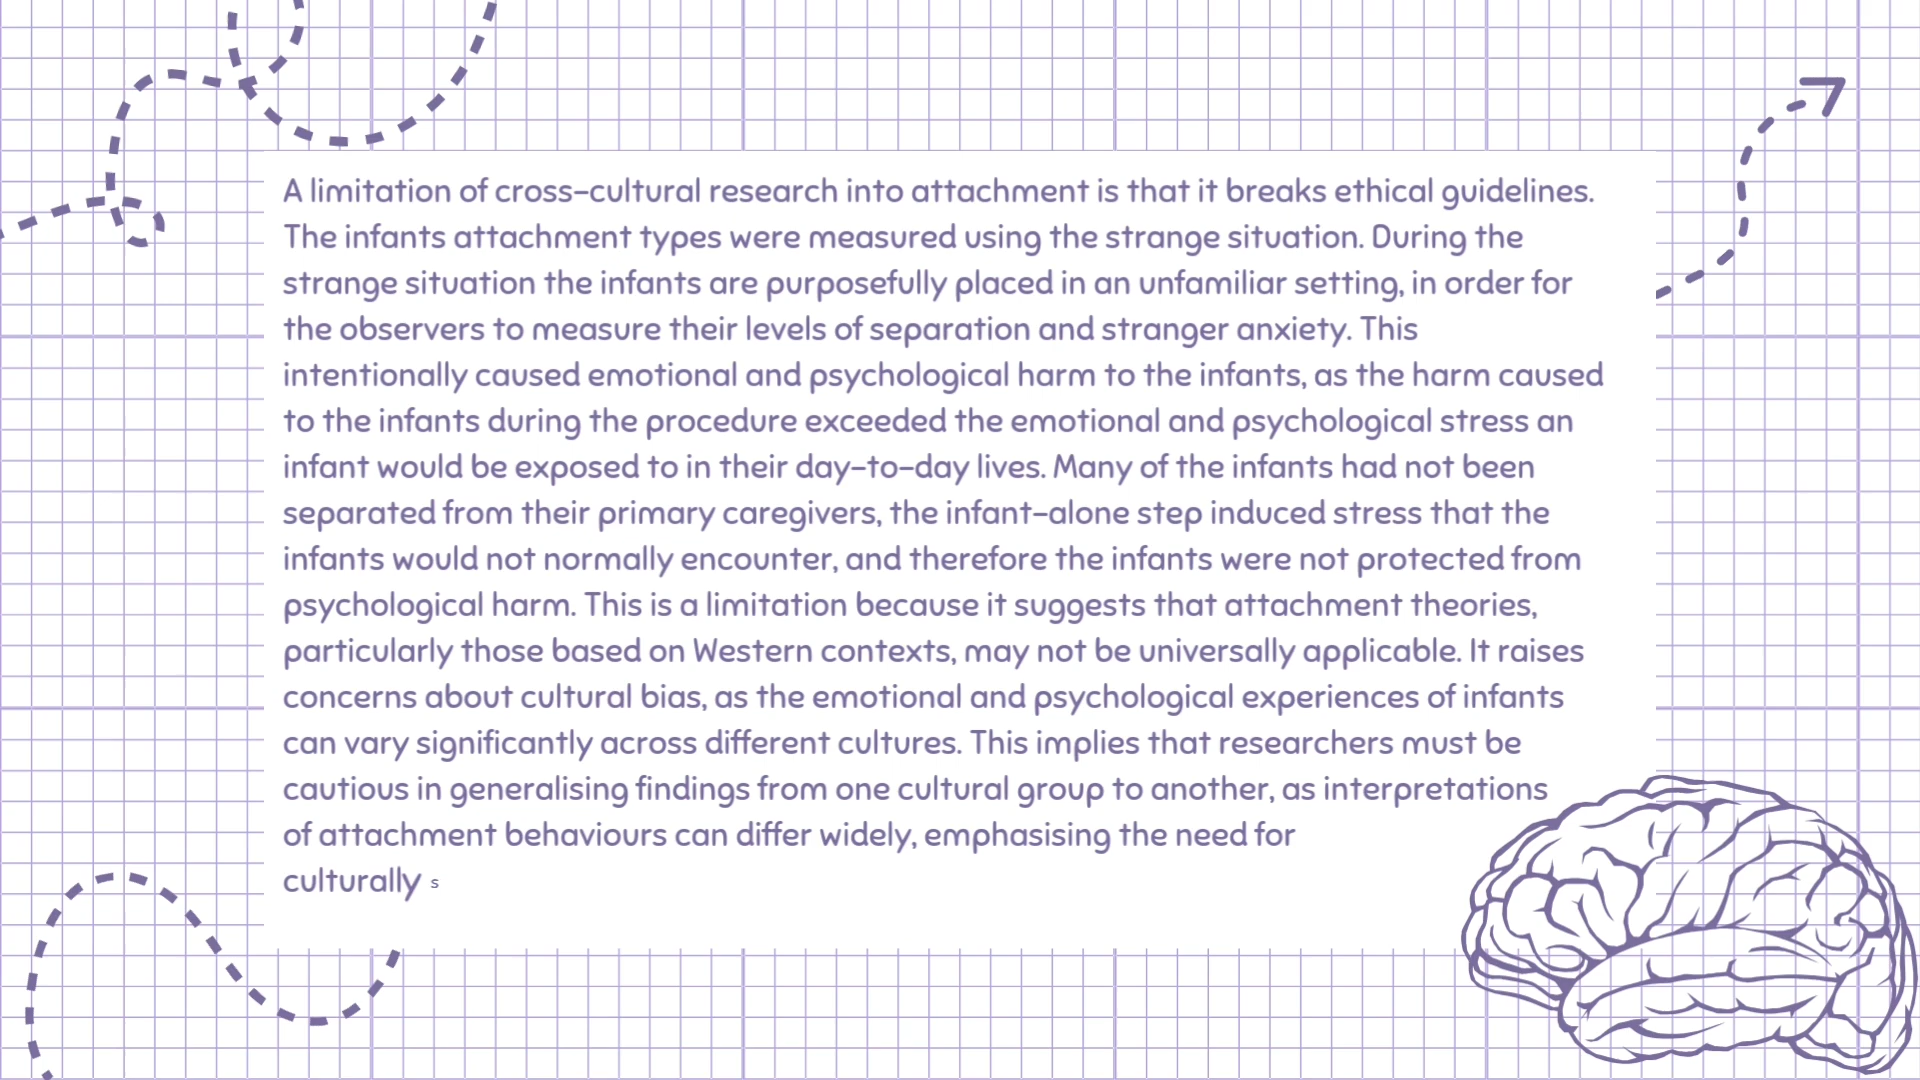 A limitation of cross-cultural research into attachment is that it breaks ethical guidelines.
The infants attachment types were measured using the strange situation. During the
strange situation the infants are purposefully placed in an unfamiliar setting, in order for
the observers to measure their levels of separation and stranger anxiety. This
intentionally caused emotional and psychological harm to the infants, as the harm caused
to the infants during the procedure exceeded the emotional and psychological stress an
infant would be exposed to in their day-to-day lives. Many of the infants had not been
separated from their primary caregivers, the infant-alone step induced stress that the
infants would not normally encounter, and therefore the infants were not protected from
psychological harm. This is a limitation because it suggests that attachment theories,
particularly those based on Western contexts, may not be universally applicable. It raises
concerns about cultural bias, as the emotional and psychological experiences of infants
can vary significantly across different cultures. This implies that researchers must be
cautious in generalising findings from one cultural group to another, as interpretations
of attachment behaviours can differ widely, emphasising the need for
culturally s